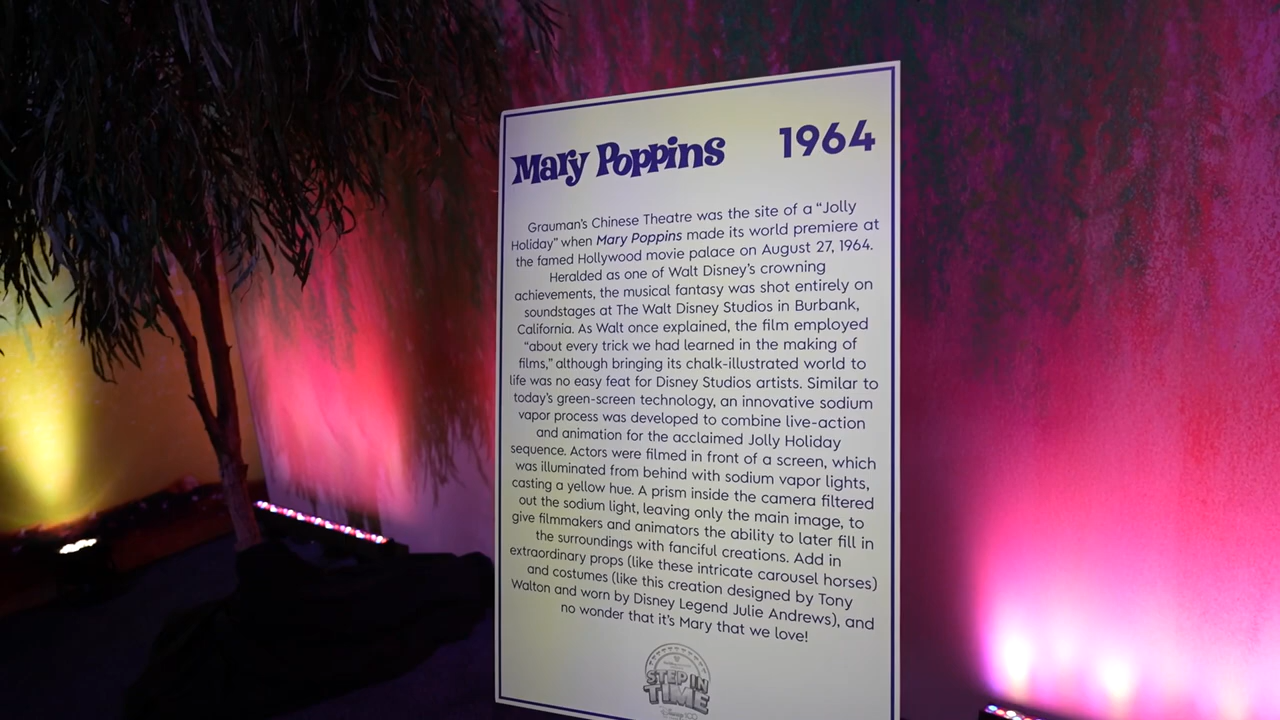 Mary Poppins 1964
Grauman's Chinese Theatre was the site of a "Jolly
Holiday" when Mary Poppins made its world premiere at
the famed Hollywood movie palace on August 27, 1964.
Heralded as one of Walt Disney's crowning
achievements, the musical fantasy was shot entirely on
soundstages at The Walt Disney Studios in Burbank,
California. As Walt once explained, the film employed
"about every trick we had learned in the making of
films," although bringing its chalk-illustrated world to
life was no easy feat for Disney Studios artists. Similar to
today's green-screen technology, an innovative sodium
vapor process was developed to combine live-action
and animation for the acclaimed Jolly Holiday
sequence. Actors were filmed in front of a screen, which
was illuminated from behind with sodium vapor lights,
casting a yellow hue. A prism inside the camera filtered
out the sodium light, leaving only the main image, to
give filmmakers and animators the ability to later fill in
the surroundings with fanciful creations. Add in
extraordinary props (like these intricate carousel horses)
and costumes (like this creation designed by Tony
Walton and worn by Disney Legend Julie Andrews), and
no wonder that it's Mary that we love!
STEP IN
TIME
Disney 100